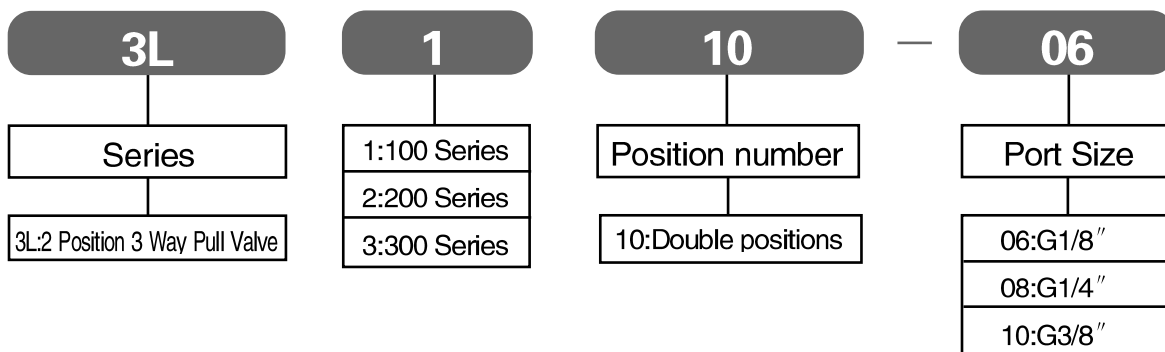 3L 1 10 — 06
Series
1:100 Series
Position number
Port Size
2:200 Series
3L:2 Position 3 Way Pull Valve
3:300 Series
10:Double positions
06:G1/8″
08:G1/4″
10:G3/8″